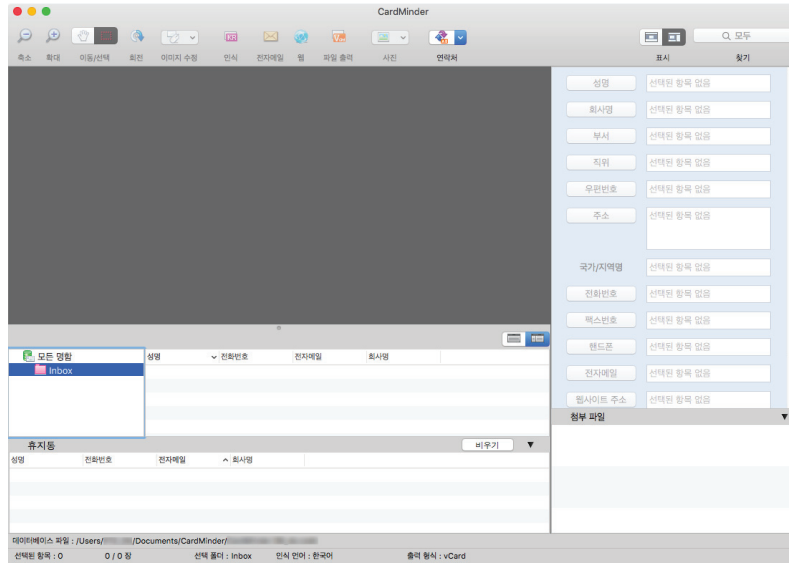 CardMinder
모두
축소 확대 이동/선택 회전 이미지 수정 인식 전자메일 웹 파일 출력 사진 연락처 표시 찾기
성명 선택된 항목 없음
회사명 선택된 항목 없음
부서 선택된 항목 없음
직위 선택된 항목 없음
우편번호 선택된 항목 없음
주소 선택된 항목 없음
국가/지역명 선택된 항목 없음
전화번호 선택된 항목 없음
팩스번호 선택된 항목 없음
핸드폰 선택된 항목 없음
전자메일 선택된 항목 없음
웹사이트 주소 선택된 항목 없음
첨부 파일
모든 명함
Inbox
성명 전화번호 전자메일 회사명
휴지통 비우기
성명 전화번호 전자메일 회사명
데이터베이스 파일 : /Users/ /Documents/CardMinder/
선택된 항목 : 0 0 / 0 장 선택 폴더 : Inbox 인식 언어 : 한국어 출력 형식 : vCard